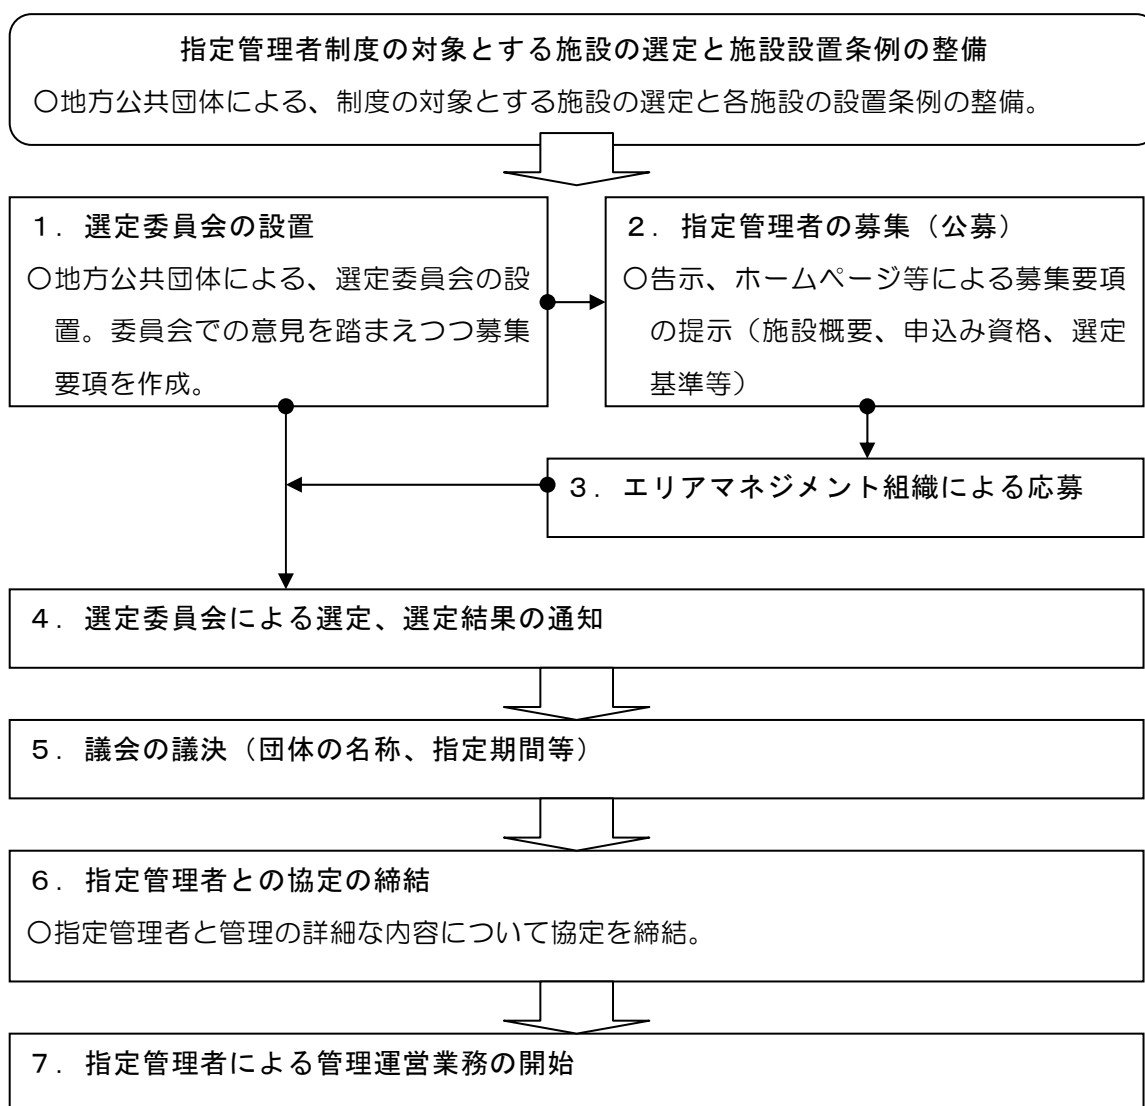 指定管理者制度の対象とする施設の選定と施設設置条例の整備
〇地方公共団体による、制度の対象とする施設の選定と各施設の設置条例の整備。
１．選定委員会の設置
〇地方公共団体による、選定委員会の設
置。委員会での意見を踏まえつつ募集
要項を作成。
２．指定管理者の募集（公募）
〇告示、ホームページ等による募集要項
の提示（施設概要、申込み資格、選定
基準等）
３．エリアマネジメント組織による応募
４．選定委員会による選定、選定結果の通知
５．議会の議決（団体の名称、指定期間等）
６．指定管理者との協定の締結
〇指定管理者と管理の詳細な内容について協定を締結。
７．指定管理者による管理運営業務の開始